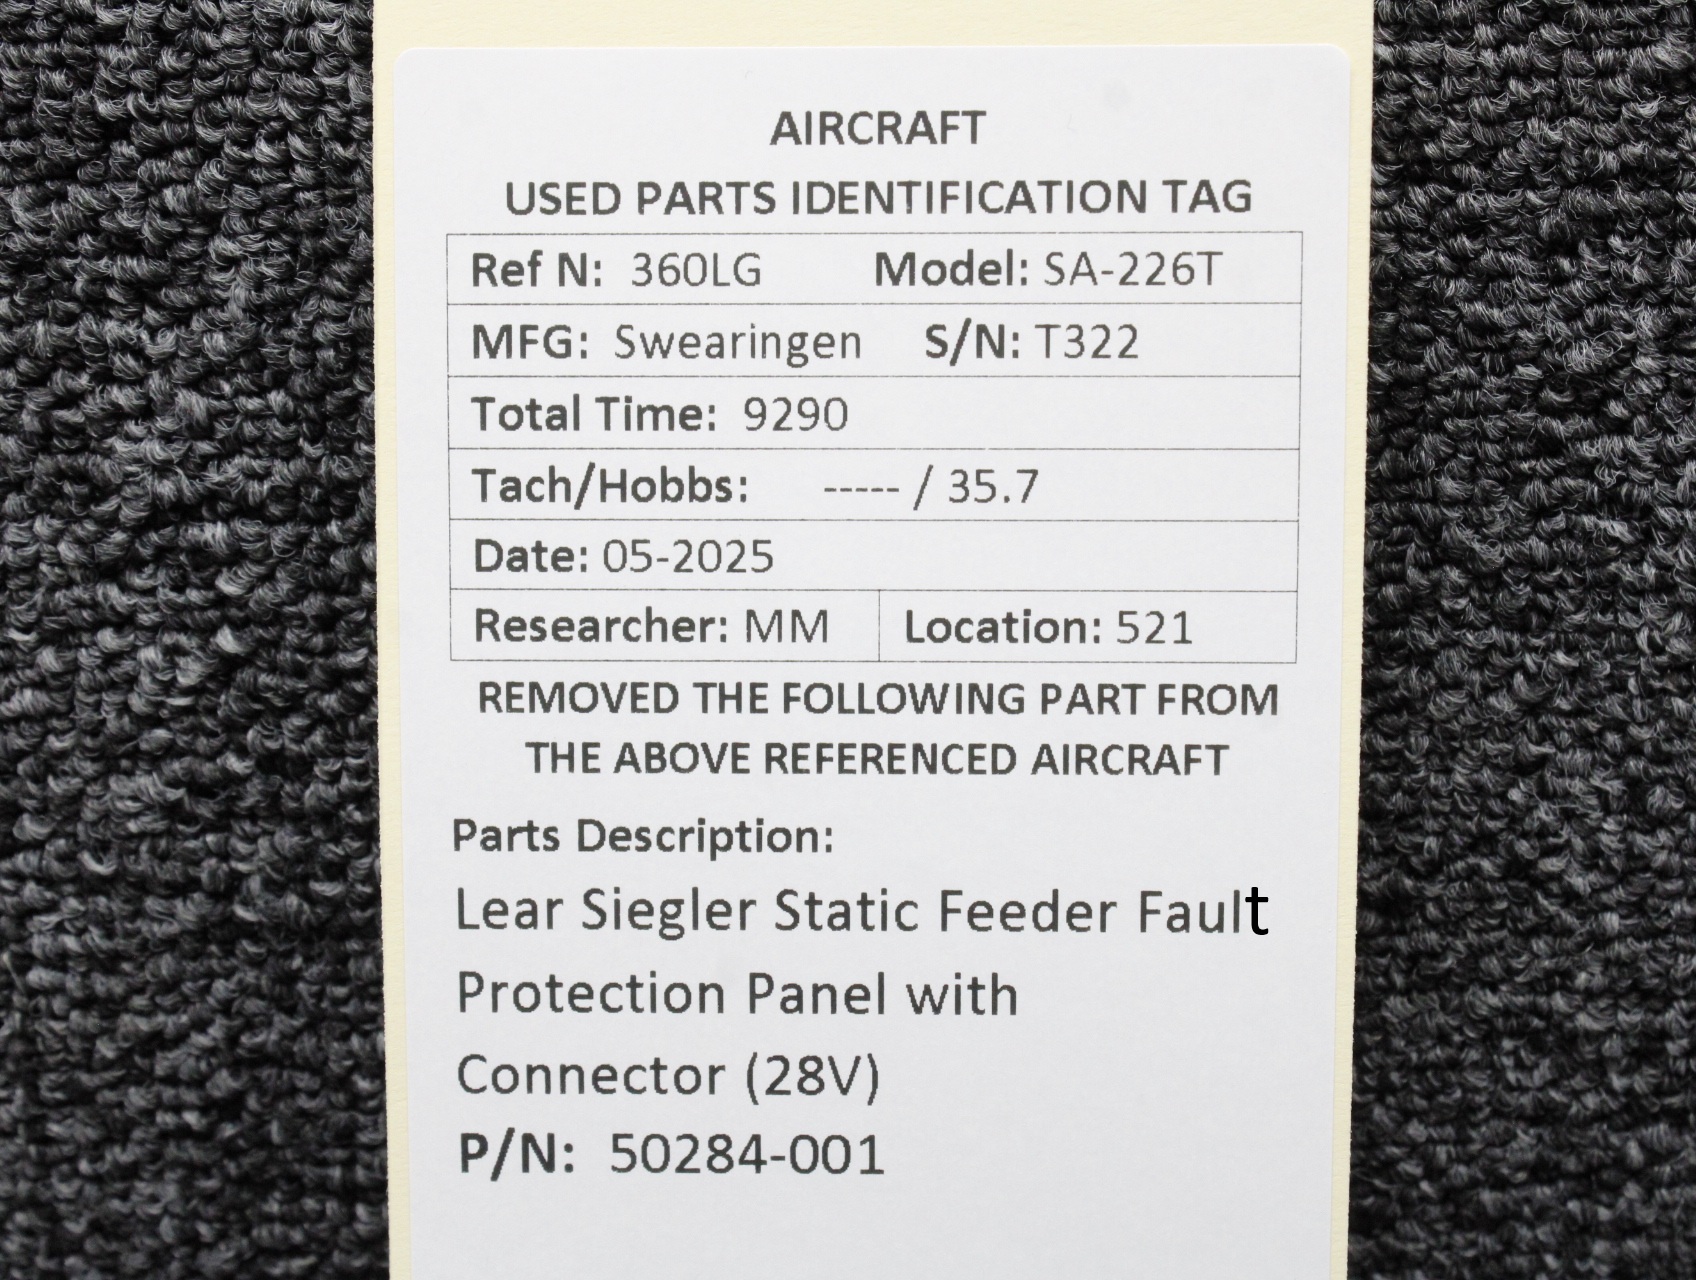 AIRCRAFT
USED PARTS IDENTIFICATION TAG
Ref N: 360LG Model: SA-226T
MFG: Swearingen S/N: T322
Total Time: 9290
Tach/Hobbs: ----- / 35.7
Date: 05-2025
Researcher: MM Location: 521
REMOVED THE FOLLOWING PART FROM
THE ABOVE REFERENCED AIRCRAFT
Parts Description:
Lear Siegler Static Feeder Fault
Protection Panel with
Connector (28V)
P/N: 50284-001